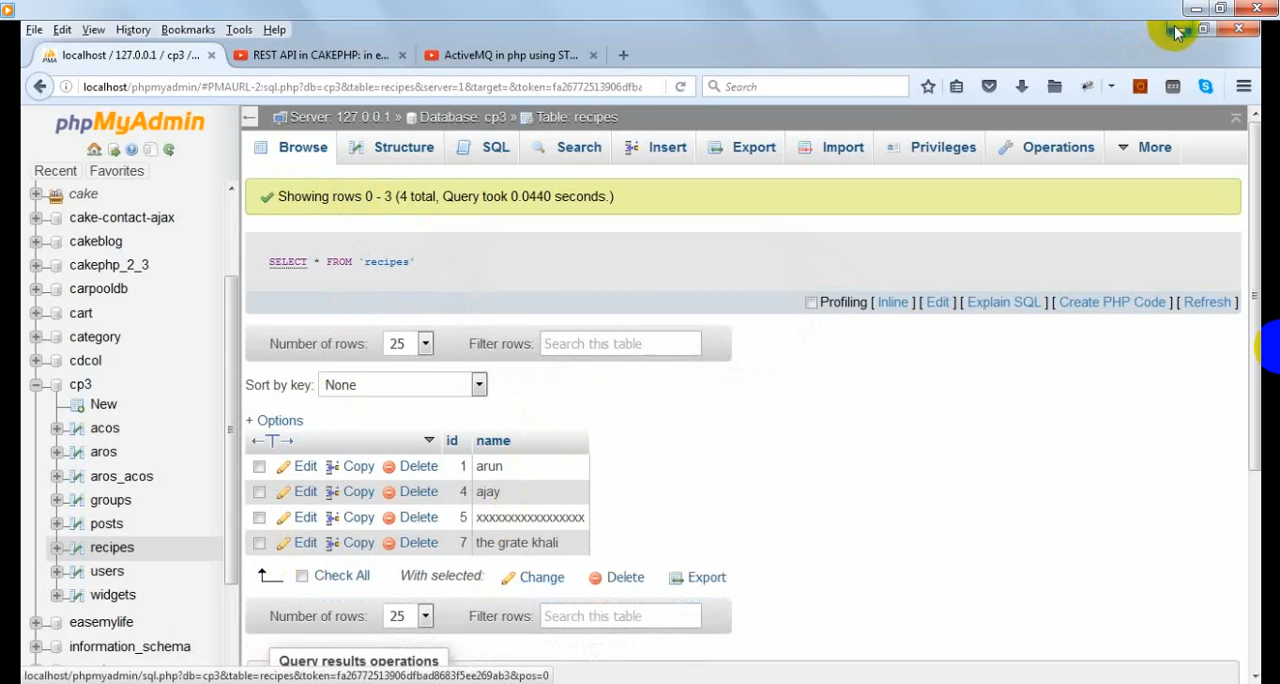 File Edit View History Bookmarks Tools Help
localhost / 127.0.0.1 / cp3 /... REST API in CAKEPHP: in e... ActiveMQ in php using ST...
localhost/phpmyadmin/#PMAURL-2:sql.php?db=cp3&table=recipes&server=1&target=&token=fa26772513906dfba Search
phpMyAdmin
Server: 127.0.0.1 » Database: cp3 » Table: recipes
Browse Structure SQL Search Insert Export Import Privileges Operations More
Recent Favorites
cake
cake-contact-ajax
cakeblog
cakephp_2_3
carpooldb
cart
category
cdcol
cp3
New
acos
aros
aros_acos
groups
posts
recipes
users
widgets
easemylife
information_schema
Showing rows 0 - 3 (4 total, Query took 0.0440 seconds.)
SELECT * FROM `recipes`
Profiling [ Inline ] [ Edit ] [ Explain SQL ] [ Create PHP Code ] [ Refresh ]
Number of rows: 25 Filter rows: Search this table
Sort by key: None
+ Options
←T→ id name
Edit Copy Delete 1 arun
Edit Copy Delete 4 ajay
Edit Copy Delete 5 xxxxxxxxxxxxxxxxx
Edit Copy Delete 7 the grate khali
Check All With selected: Change Delete Export
Number of rows: 25 Filter rows: Search this table
Query results operations
localhost/phpmyadmin/sql.php?db=cp3&table=recipes&token=fa26772513906dfbad8683f5ee269ab3&pos=0